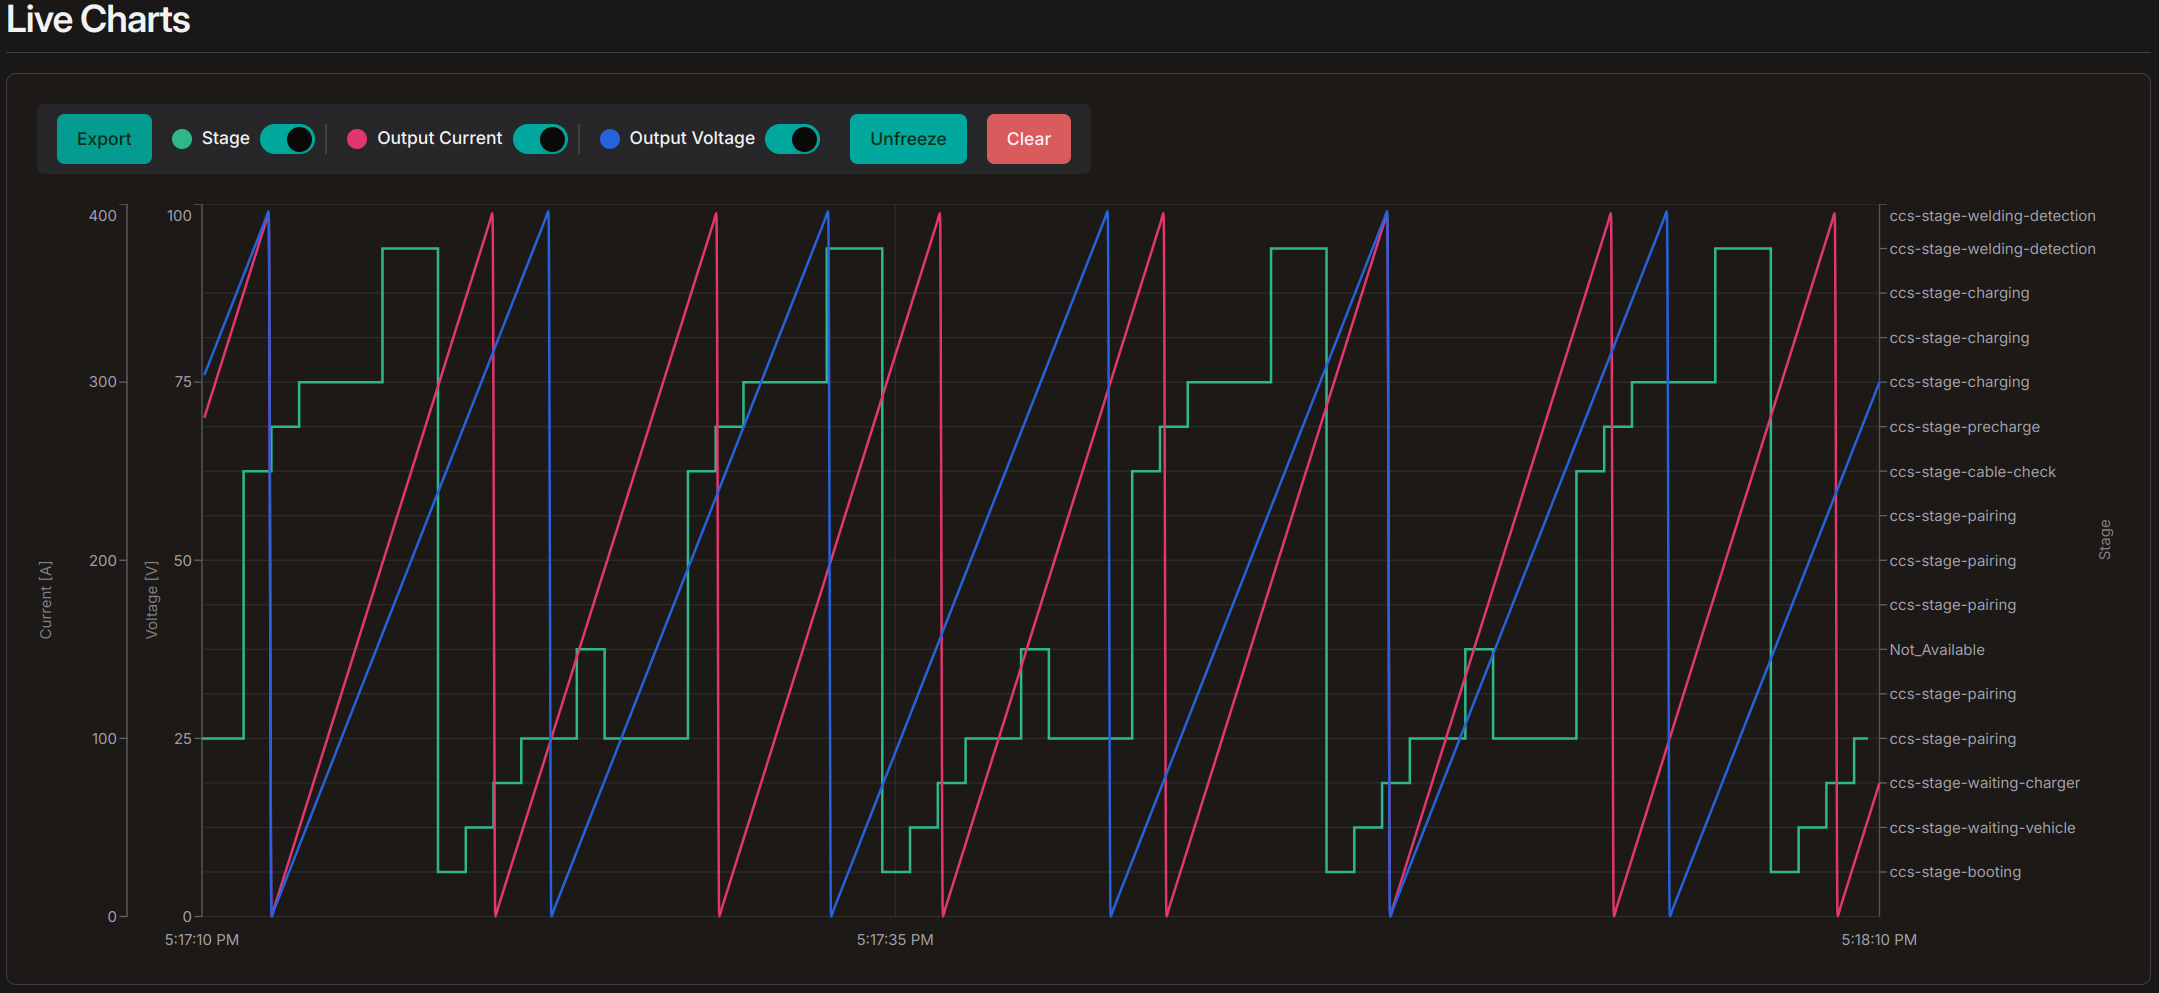 Live Charts
Export
Stage
Output Current
Output Voltage
Unfreeze
Clear
Current [A]
400
300
200
100
0
Voltage [V]
100
75
50
25
0
ccs-stage-welding-detection
ccs-stage-welding-detection
ccs-stage-charging
ccs-stage-charging
ccs-stage-charging
ccs-stage-precharge
ccs-stage-cable-check
ccs-stage-pairing
ccs-stage-pairing
ccs-stage-pairing
Not_Available
ccs-stage-pairing
ccs-stage-pairing
ccs-stage-waiting-charger
ccs-stage-waiting-vehicle
ccs-stage-booting
Stage
5:17:10 PM
5:17:35 PM
5:18:10 PM